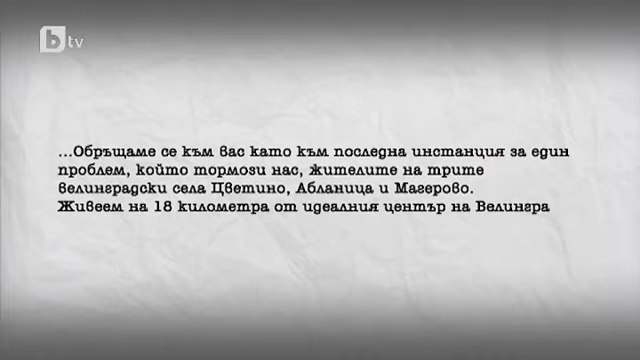 btv
...Обръщаме се към вас като към последна инстанция за един
проблем, който тормози нас, жителите на трите
велинградски села Цветино, Абланица и Магерово.
Живеем на 18 километра от идеалния център на Велингра